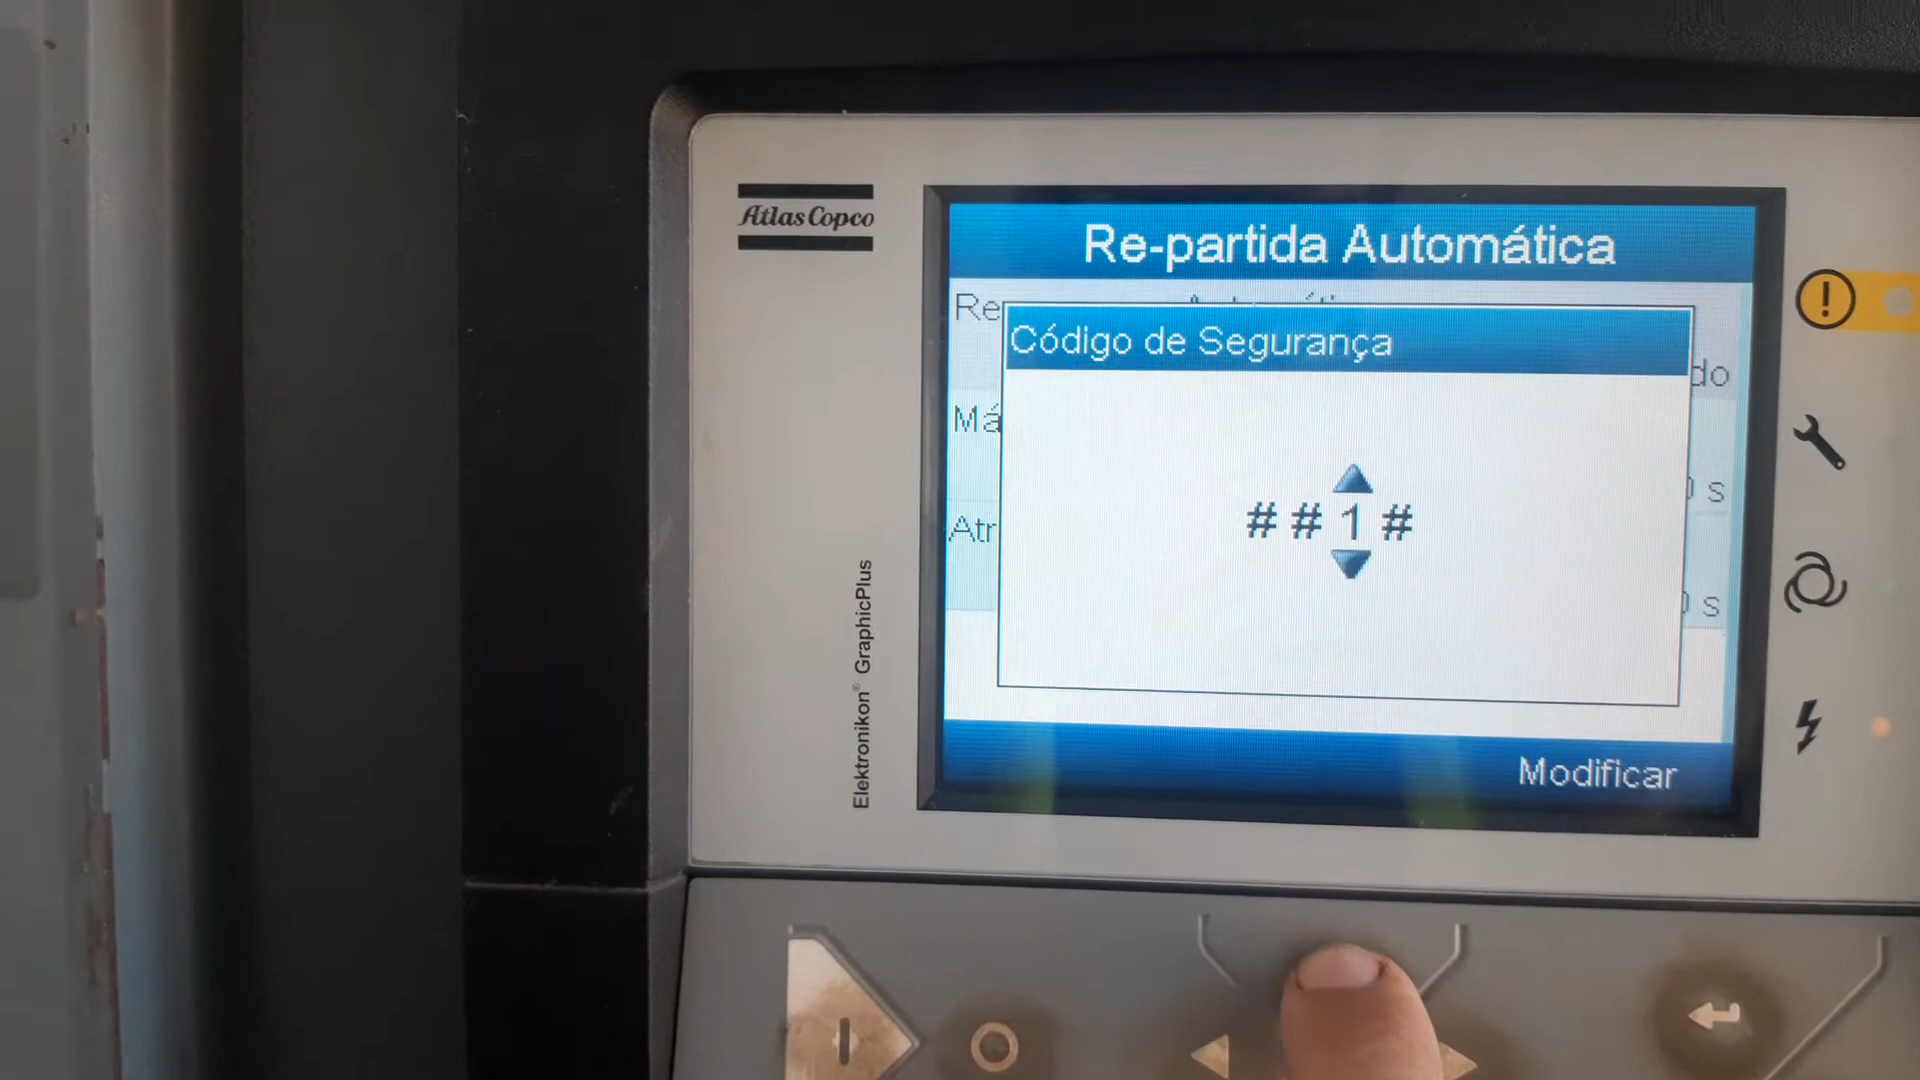 Atlas Copco
Re-partida Automática
Re
Código de Segurança
do
Má
s
##1#
Atr
s
Modificar
Elektronikon® GraphicPlus